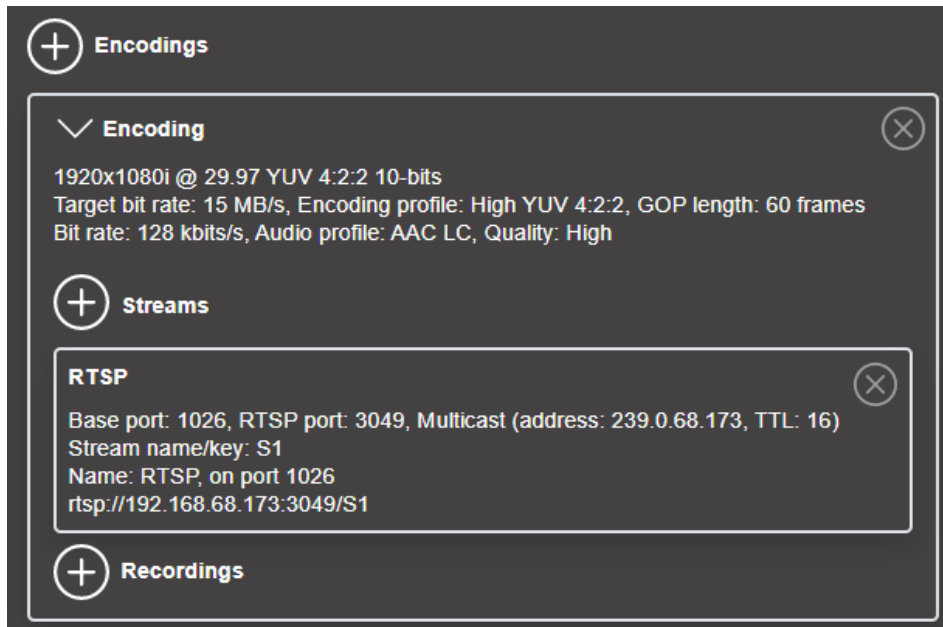 Encodings
Encoding
1920x1080i @ 29.97 YUV 4:2:2 10-bits
Target bit rate: 15 MB/s, Encoding profile: High YUV 4:2:2, GOP length: 60 frames
Bit rate: 128 kbits/s, Audio profile: AAC LC, Quality: High
Streams
RTSP
Base port: 1026, RTSP port: 3049, Multicast (address: 239.0.68.173, TTL: 16)
Stream name/key: S1
Name: RTSP, on port 1026
rtsp://192.168.68.173:3049/S1
Recordings